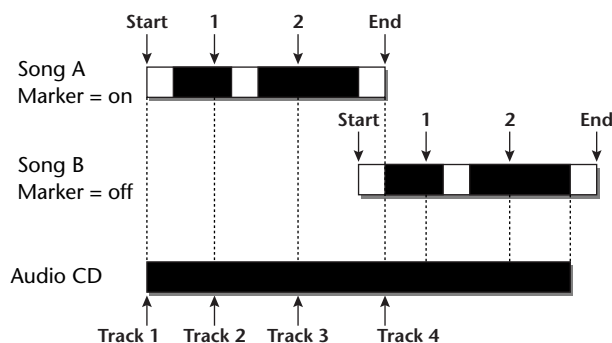 Start 1 2 End
Song A
Marker = on
Start 1 2 End
Song B
Marker = off
Audio CD
Track 1 Track 2 Track 3 Track 4